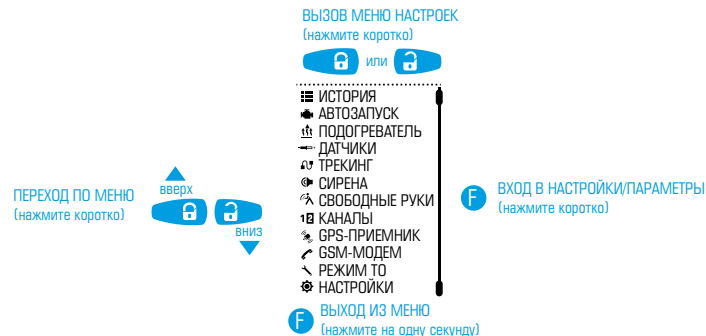 ВЫЗОВ МЕНЮ НАСТРОЕК
(нажмите коротко)
или
ИСТОРИЯ
АВТОЗАПУСК
ПОДОГРЕВАТЕЛЬ
ДАТЧИКИ
ТРЕКИНГ
СИРЕНА
СВОБОДНЫЕ РУКИ
12 КАНАЛЫ
GPS-ПРИЕМНИК
GSM-МОДЕМ
РЕЖИМ ТО
НАСТРОЙКИ
ПЕРЕХОД ПО МЕНЮ
(нажмите коротко)
вверх
вниз
F ВХОД В НАСТРОЙКИ/ПАРАМЕТРЫ
(нажмите коротко)
F ВЫХОД ИЗ МЕНЮ
(нажмите на одну секунду)